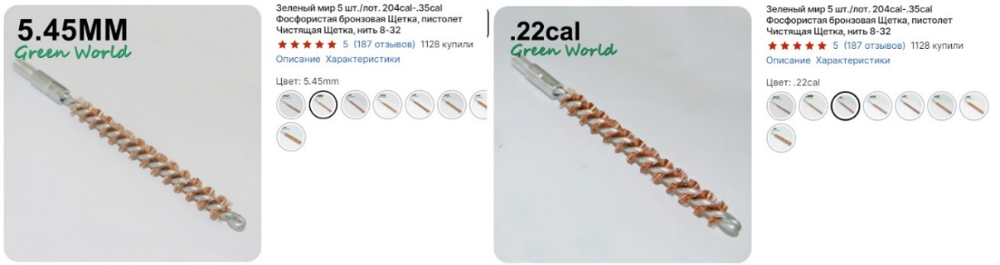 5.45MM
Green World
Зеленый мир 5 шт./лот. 204cal-.35cal
Фосфористая бронзовая Щетка, пистолет
Чистящая Щетка, нить 8-32
5 (187 отзывов) 1128 купили
Описание Характеристики
Цвет: 5.45mm
.22cal
Green World
Зеленый мир 5 шт./лот. 204cal-.35cal
Фосфористая бронзовая Щетка, пистолет
Чистящая Щетка, нить 8-32
5 (187 отзывов) 1128 купили
Описание Характеристики
Цвет: .22cal